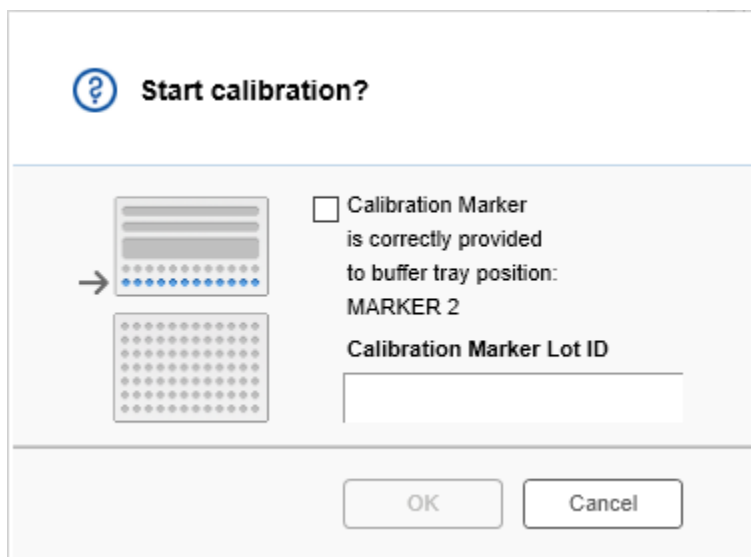 Start calibration?
Calibration Marker
is correctly provided
to buffer tray position:
MARKER 2
Calibration Marker Lot ID
OK
Cancel